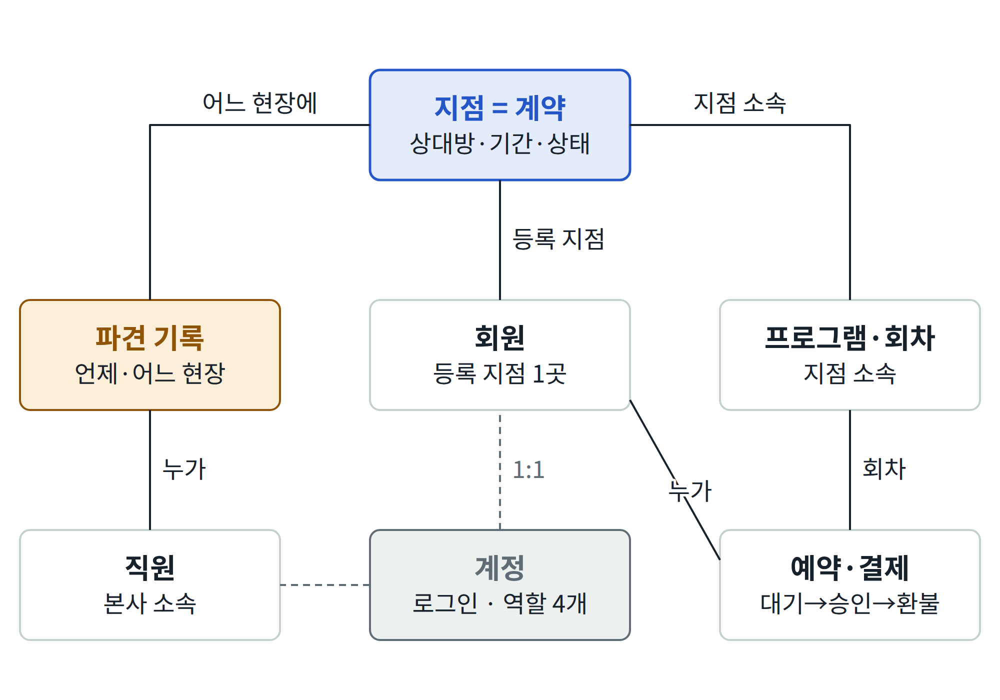 어느 현장에
지점 = 계약
상대방·기간·상태
지점 소속
등록 지점
파견 기록
언제·어느 현장
회원
등록 지점 1곳
프로그램·회차
지점 소속
누가
1:1
누가
회차
직원
본사 소속
계정
로그인 · 역할 4개
예약·결제
대기→승인→환불